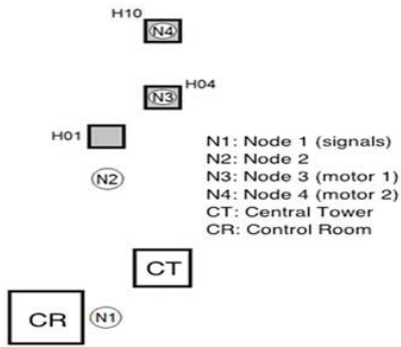 H10
N4
N3
H04
H01
N2
N1: Node 1 (signals)
N2: Node 2
N3: Node 3 (motor 1)
N4: Node 4 (motor 2)
CT: Central Tower
CR: Control Room
CT
CR
N1